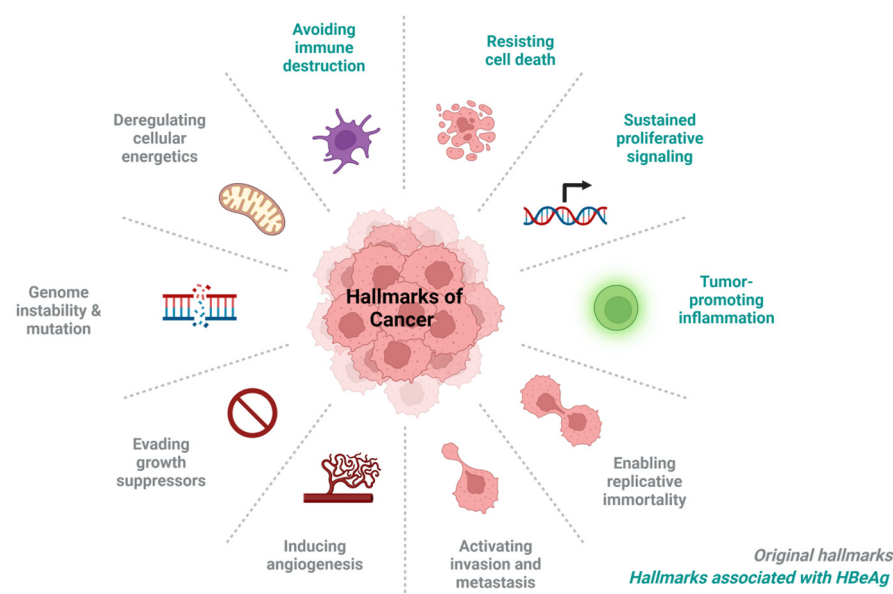 Avoiding
immune
destruction
Resisting
cell death
Deregulating
cellular
energetics
Sustained
proliferative
signaling
Genome
instability &
mutation
Hallmarks of
Cancer
Tumor-
promoting
inflammation
Evading
growth
suppressors
Enabling
replicative
immortality
Inducing
angiogenesis
Activating
invasion and
metastasis
Original hallmarks
Hallmarks associated with HBeAg